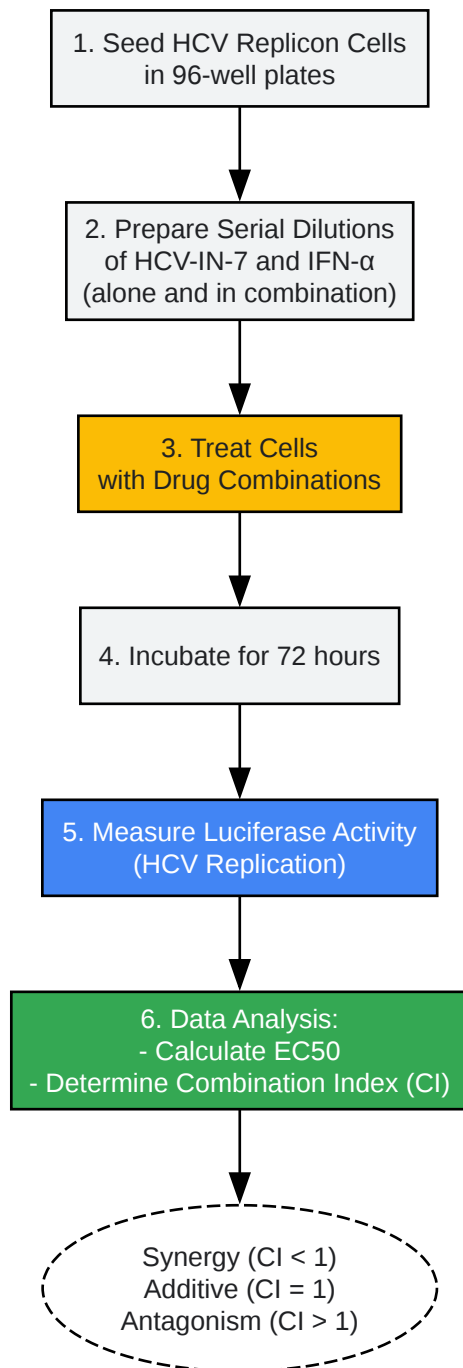 1. Seed HCV Replicon Cells
in 96-well plates
2. Prepare Serial Dilutions
of HCV-IN-7 and IFN-α
(alone and in combination)
3. Treat Cells
with Drug Combinations
4. Incubate for 72 hours
5. Measure Luciferase Activity
(HCV Replication)
6. Data Analysis:
- Calculate EC50
- Determine Combination Index (CI)
Synergy (CI < 1)
Additive (CI = 1)
Antagonism (CI > 1)